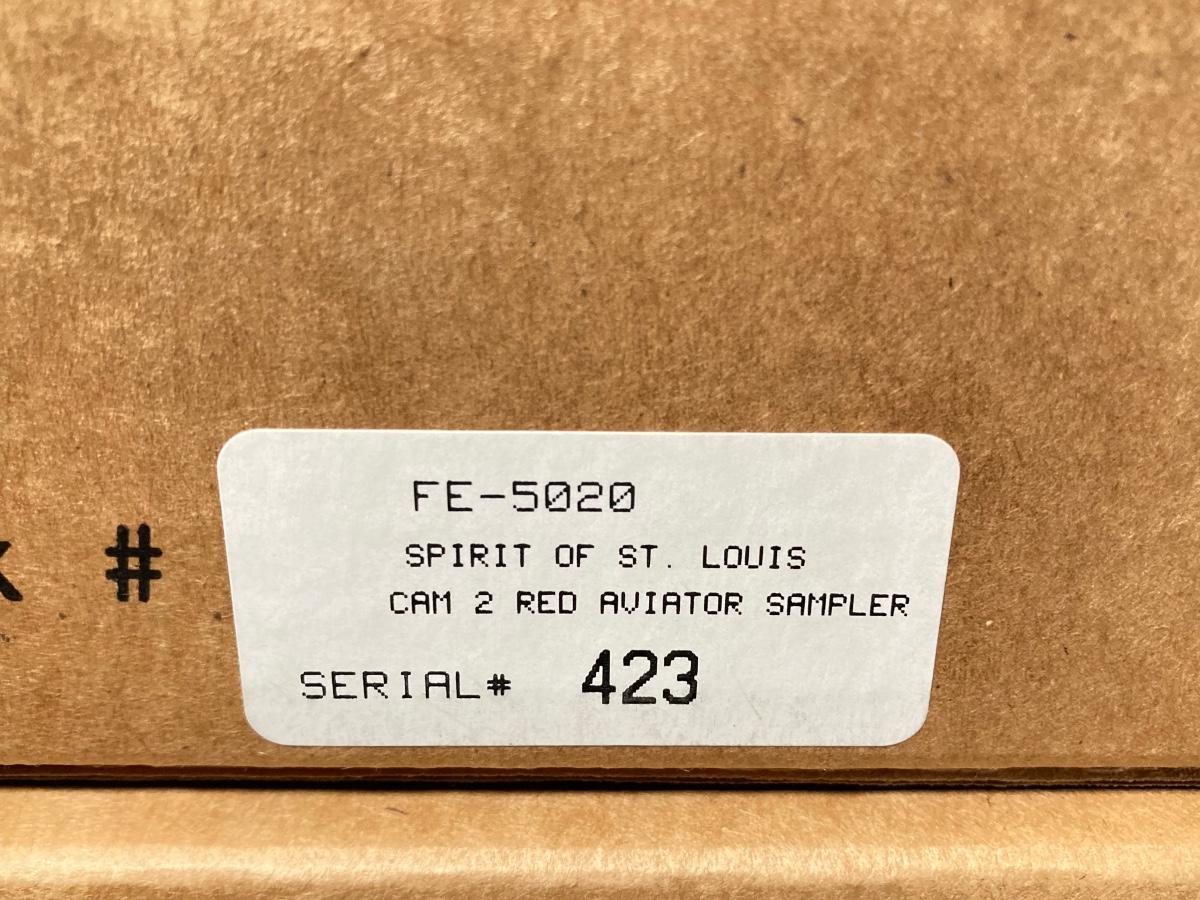 FE-5020
SPIRIT OF ST. LOUIS
#
CAM 2 RED AVIATOR SAMPLER
SERIAL# 423